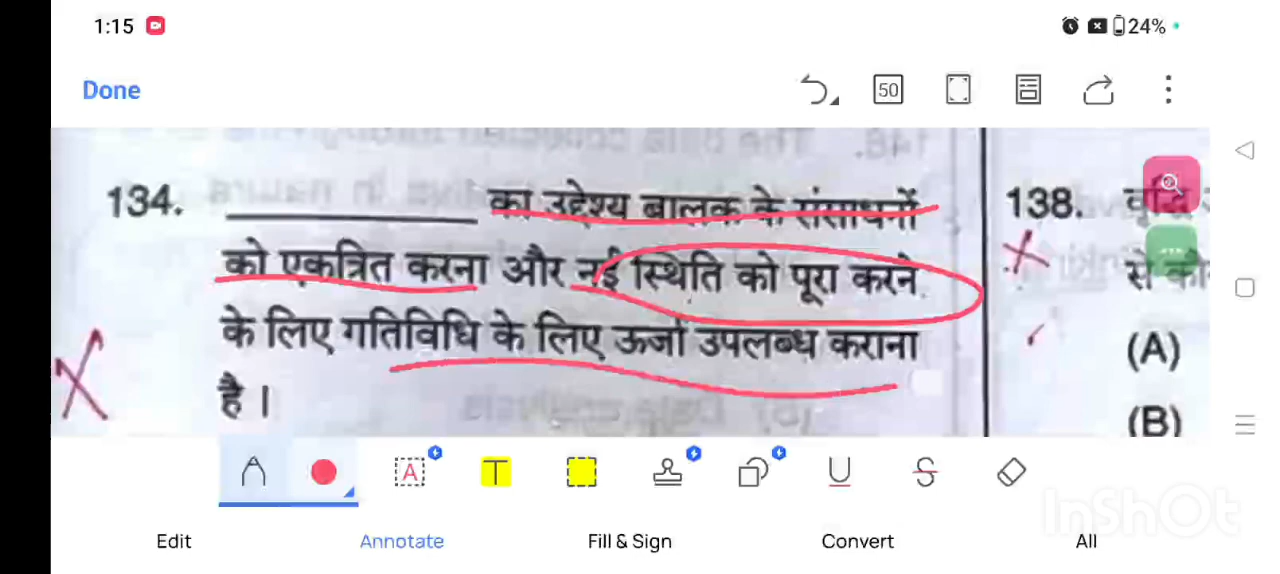 1:15
24%
Done
50
134. __________ का उद्देश्य बालक के संसाधनों
को एकत्रित करना और नई स्थिति को पूरा करने
के लिए गतिविधि के लिए ऊर्जा उपलब्ध कराना
है ।
138.
से
(A)
(B)
A
T
U
S
InShOt
Edit
Annotate
Fill & Sign
Convert
All